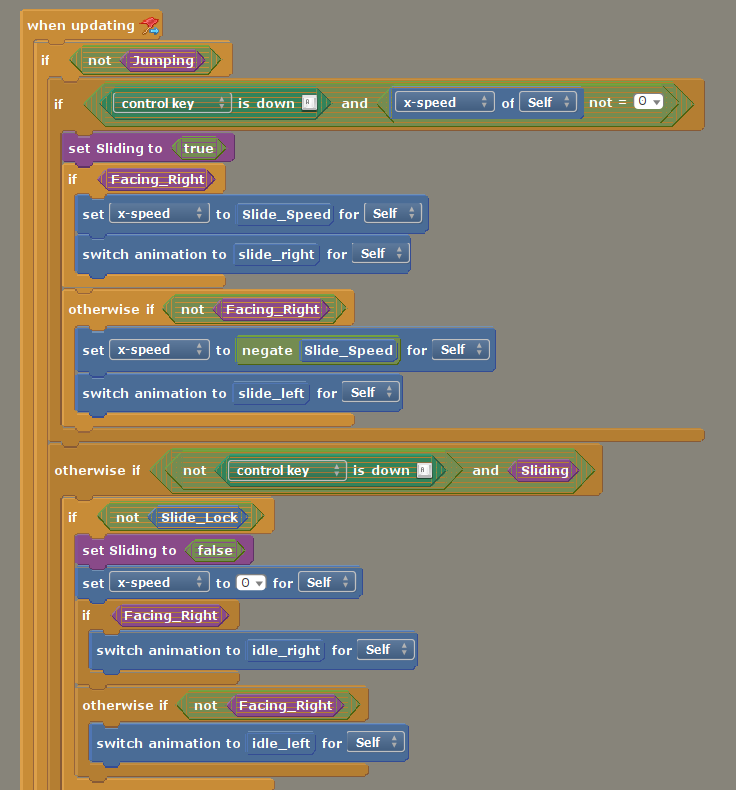 when updating
if not Jumping
if control key is down and x-speed of Self not = 0
set Sliding to true
if Facing_Right
set x-speed to Slide_Speed for Self
switch animation to slide_right for Self
otherwise if not Facing_Right
set x-speed to negate Slide_Speed for Self
switch animation to slide_left for Self
otherwise if not control key is down and Sliding
if not Slide_Lock
set Sliding to false
set x-speed to 0 for Self
if Facing_Right
switch animation to idle_right for Self
otherwise if not Facing_Right
switch animation to idle_left for Self